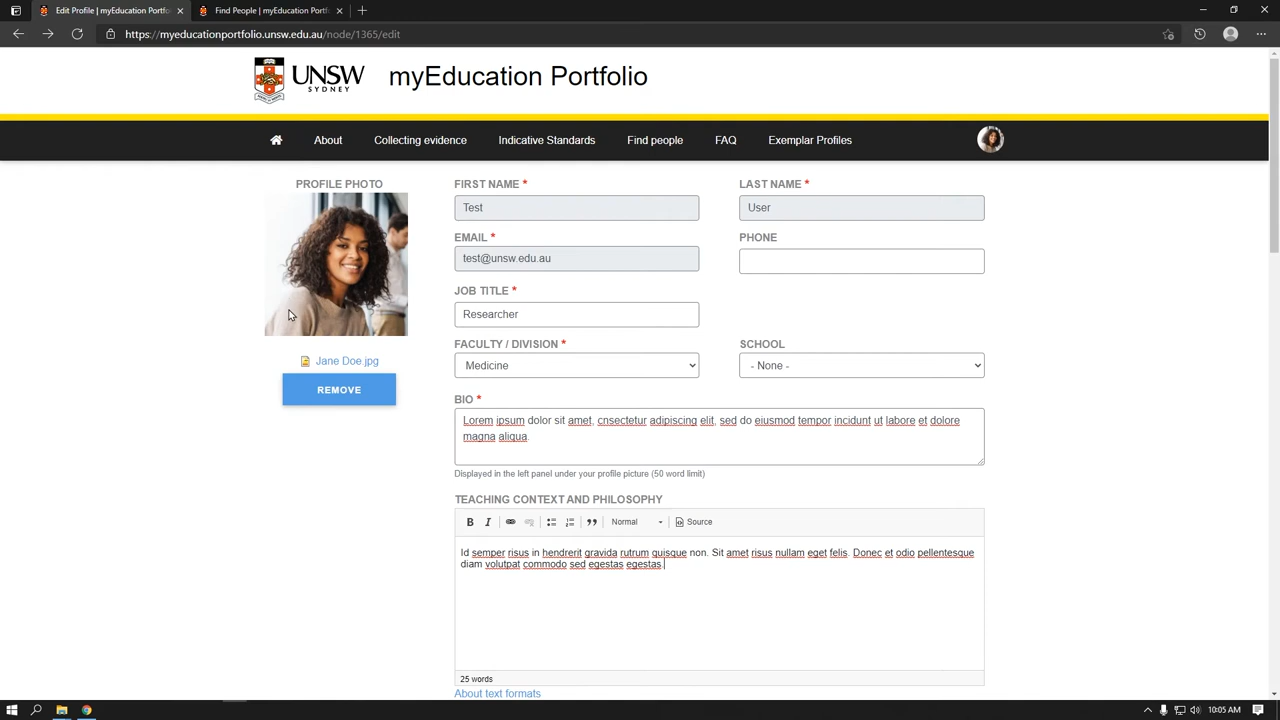 Edit Profile | myEducation Portf
Find People | myEducation Portf
https://myeducationportfolio.unsw.edu.au/node/1365/edit
UNSW
SYDNEY
myEducation Portfolio
About
Collecting evidence
Indicative Standards
Find people
FAQ
Exemplar Profiles
PROFILE PHOTO
Jane Doe.jpg
REMOVE
FIRST NAME *
Test
LAST NAME *
User
EMAIL *
test@unsw.edu.au
PHONE
JOB TITLE *
Researcher
FACULTY / DIVISION *
Medicine
SCHOOL
- None -
BIO *
Lorem ipsum dolor sit amet, cnsectetur adipiscing elit, sed do eiusmod tempor incidunt ut labore et dolore
magna aliqua.
Displayed in the left panel under your profile picture (50 word limit)
TEACHING CONTEXT AND PHILOSOPHY
B I Normal Source
Id semper risus in hendrerit gravida rutrum quisque non. Sit amet risus nullam eget felis. Donec et odio pellentesque
diam volutpat commodo sed egestas egestas.
25 words
About text formats
10:05 AM